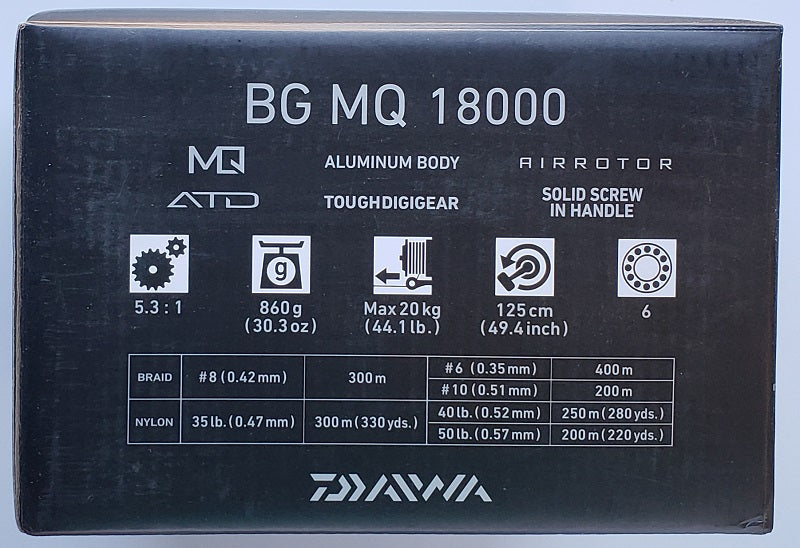 BG MQ 18000
MQ ALUMINUM BODY AIRROTOR
ATD TOUGHDIGIGEAR SOLID SCREW
IN HANDLE
g
5.3 : 1 860g Max20kg 125cm 6
(30.3oz) (44.1lb.) (49.4inch)
BRAID #8 (0.42mm) 300m #6 (0.35mm) 400m
#10 (0.51mm) 200m
NYLON 35lb. (0.47mm) 300m (330yds.) 40lb. (0.52mm) 250m (280yds.)
50lb. (0.57mm) 200m (220yds.)
DAIWA